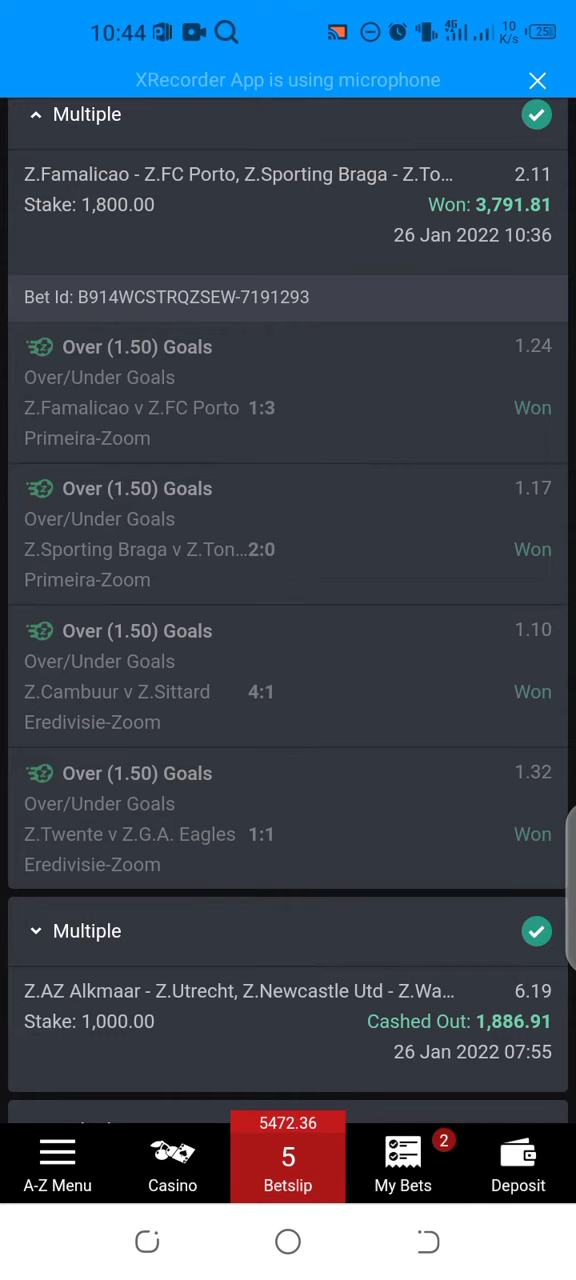 10:44
4G
10
K/s
25
XRecorder App is using microphone
Multiple
Z.Famalicao - Z.FC Porto, Z.Sporting Braga - Z.To... 2.11
Stake: 1,800.00 Won: 3,791.81
26 Jan 2022 10:36
Bet Id: B914WCSTRQZSEW-7191293
Over (1.50) Goals 1.24
Over/Under Goals
Z.Famalicao v Z.FC Porto 1:3 Won
Primeira-Zoom
Over (1.50) Goals 1.17
Over/Under Goals
Z.Sporting Braga v Z.Ton...2:0 Won
Primeira-Zoom
Over (1.50) Goals 1.10
Over/Under Goals
Z.Cambuur v Z.Sittard 4:1 Won
Eredivisie-Zoom
Over (1.50) Goals 1.32
Over/Under Goals
Z.Twente v Z.G.A. Eagles 1:1 Won
Eredivisie-Zoom
Multiple
Z.AZ Alkmaar - Z.Utrecht, Z.Newcastle Utd - Z.Wa... 6.19
Stake: 1,000.00 Cashed Out: 1,886.91
26 Jan 2022 07:55
5472.36
5
2
A-Z Menu Casino Betslip My Bets Deposit